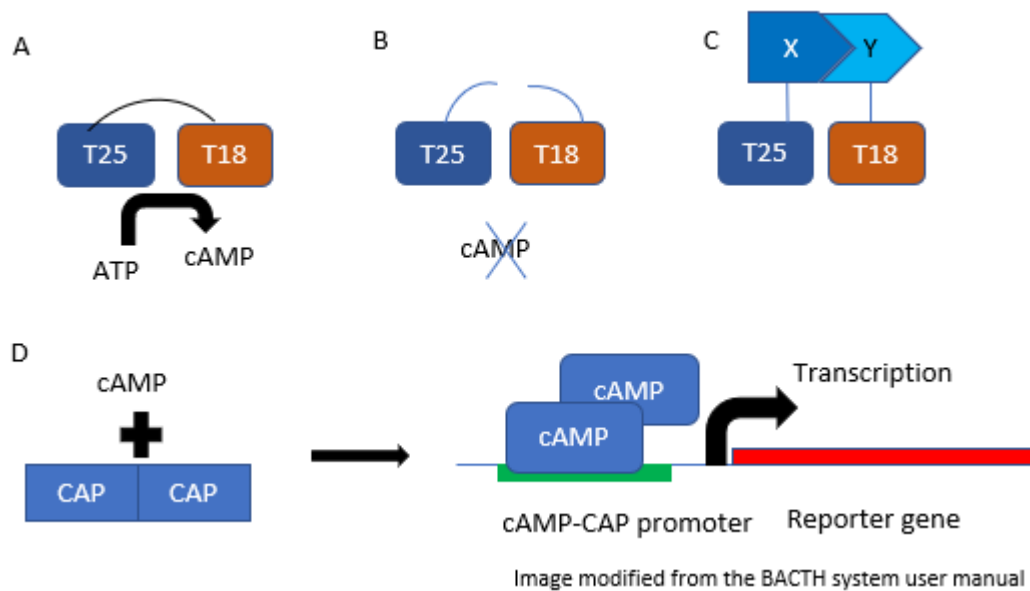 A
T25
T18
ATP
cAMP
B
T25
T18
cAMP
C
X
Y
T25
T18
D
cAMP
CAP
CAP
cAMP
cAMP
Transcription
cAMP-CAP promoter
Reporter gene
Image modified from the BACTH system user manual